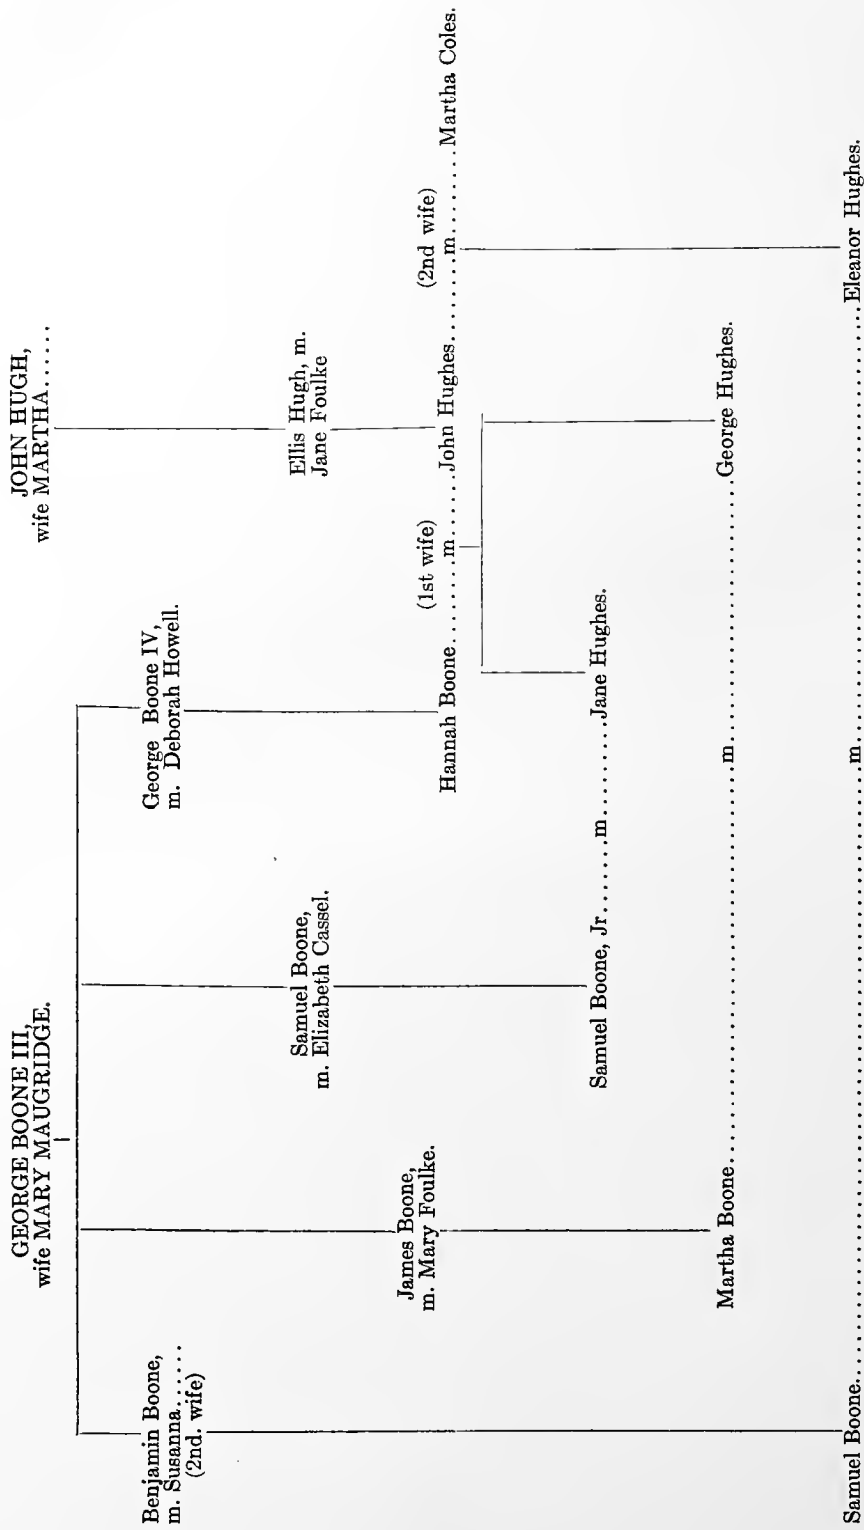 GEORGE BOONE III,
wife MARY MAUGRIDGE.
JOHN HUGH,
wife MARTHA......
Benjamin Boone,
m. Susanna.......
(2nd. wife)
George Boone IV,
m. Deborah Howell.
Samuel Boone,
m. Elizabeth Cassel.
Ellis Hugh, m.
Jane Foulke
James Boone,
m. Mary Foulke.
(1st wife)
(2nd wife)
Hannah Boone.......m.......John Hughes.........m.........Martha Coles.
Samuel Boone, Jr.......m.........Jane Hughes.
Martha Boone..........m..........George Hughes.
Samuel Boone..........m..........Eleanor Hughes.